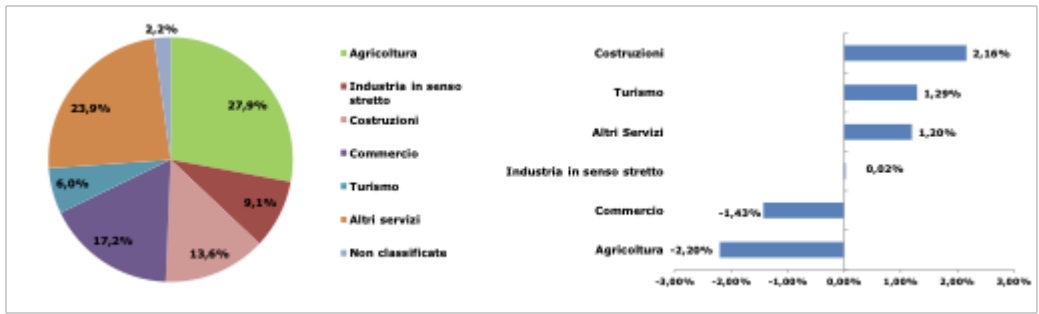 2,2%
27,9%
9,1%
13,6%
17,2%
6,0%
23,9%
Agricoltura
Industria in senso
stretto
Costruzioni
Commercio
Turismo
Altri servizi
Non classificate
Costruzioni 2,16%
Turismo 1,29%
Altri Servizi 1,20%
Industria in senso stretto 0,02%
Commercio -1,43%
Agricoltura -2,20%
-3,00% -2,00% -1,00% 0,00% 1,00% 2,00% 3,00%